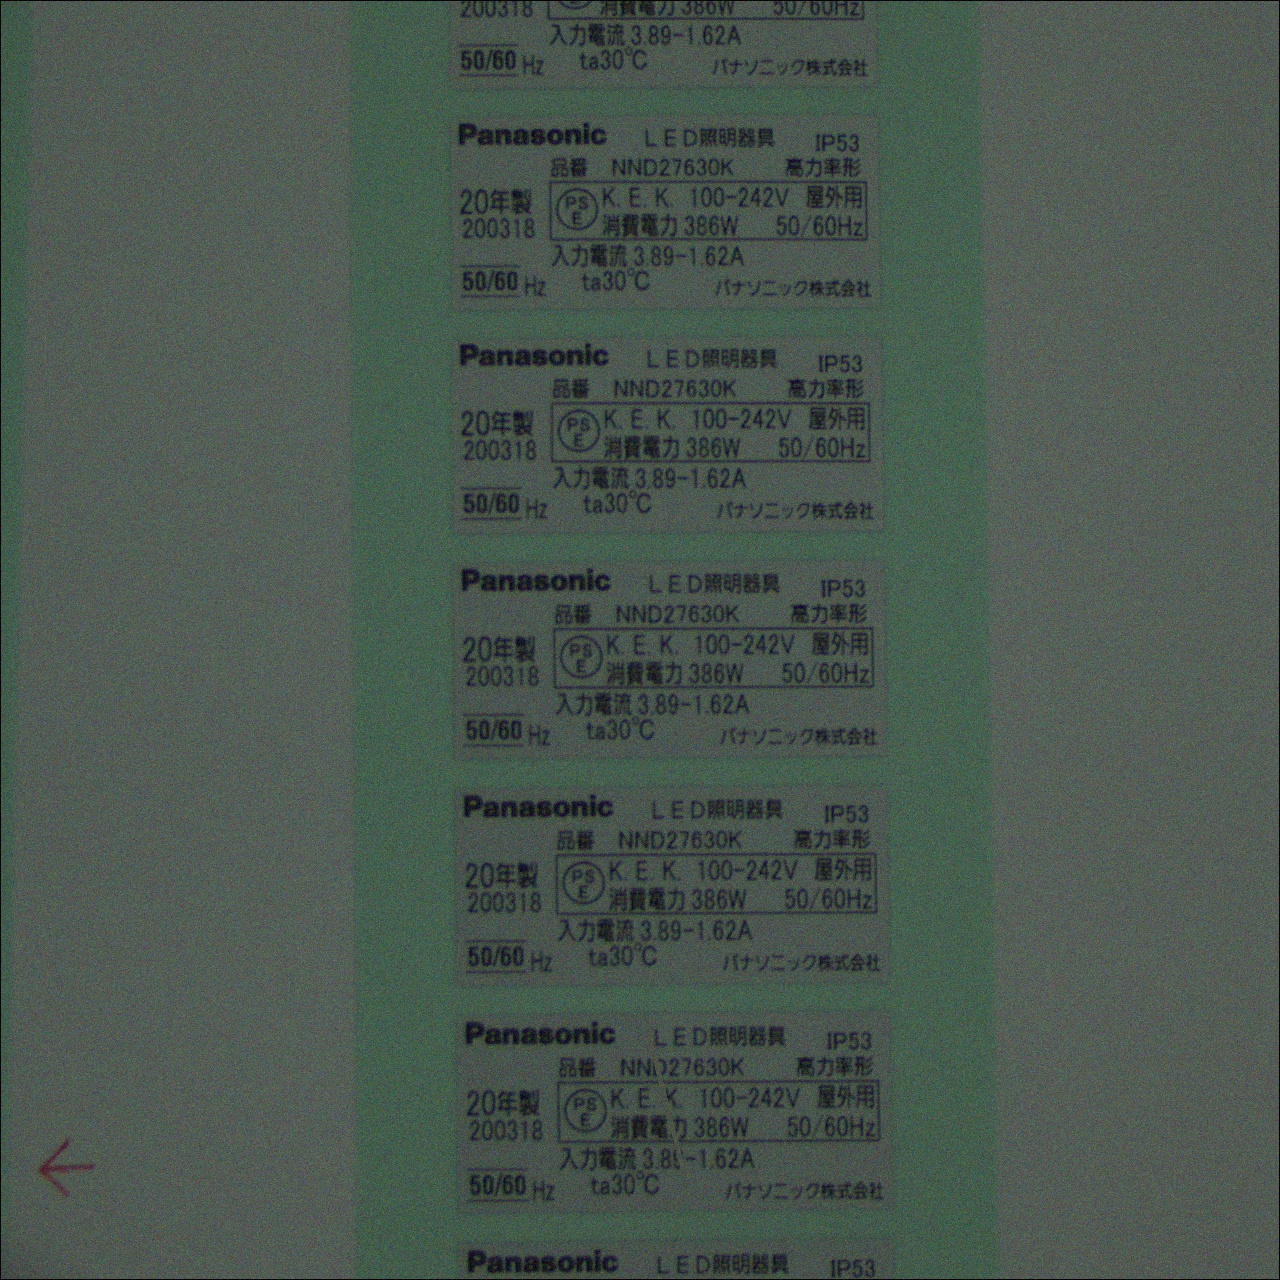 200318 消費電力 386W 50/60Hz
入力電流 3.89-1.62A
50/60 Hz ta30℃ パナソニック株式会社
Panasonic LED照明器具 IP53
品番 NND27630K 高力率形
20年製 PSE K.E.K. 100-242V 屋外用
200318 消費電力 386W 50/60Hz
入力電流 3.89-1.62A
50/60 Hz ta30℃ パナソニック株式会社
Panasonic LED照明器具 IP53
品番 NND27630K 高力率形
20年製 PSE K.E.K. 100-242V 屋外用
200318 消費電力 386W 50/60Hz
入力電流 3.89-1.62A
50/60 Hz ta30℃ パナソニック株式会社
Panasonic LED照明器具 IP53
品番 NND27630K 高力率形
20年製 PSE K.E.K. 100-242V 屋外用
200318 消費電力 386W 50/60Hz
入力電流 3.89-1.62A
50/60 Hz ta30℃ パナソニック株式会社
Panasonic LED照明器具 IP53
品番 NND27630K 高力率形
20年製 PSE K.E.K. 100-242V 屋外用
200318 消費電力 386W 50/60Hz
入力電流 3.89-1.62A
50/60 Hz ta30℃ パナソニック株式会社
Panasonic LED照明器具 IP53
品番 高力率形
20年製 PSE K.E. 100-242V 屋外用
200318 消費電力 386W 50/60Hz
入力電流
50/60 Hz ta30℃ パナソニック株式会社
Panasonic LED照明器具 IP53